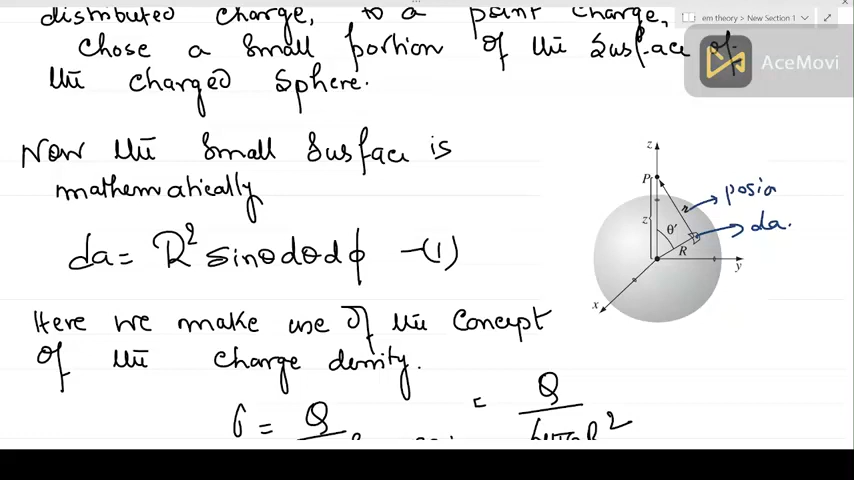 distributed charge, to a point charge,
chose a small portion of the surface of
the charged sphere.
Now the small surface is
mathematically
da = R² sinθ dθ dϕ —(1)
Here we make use of the concept
of the charge density.
σ = Q = Q
4πR²
em theory > New Section 1
AceMovi
z
P
r
z
θ'
R
y
x
posia
da.